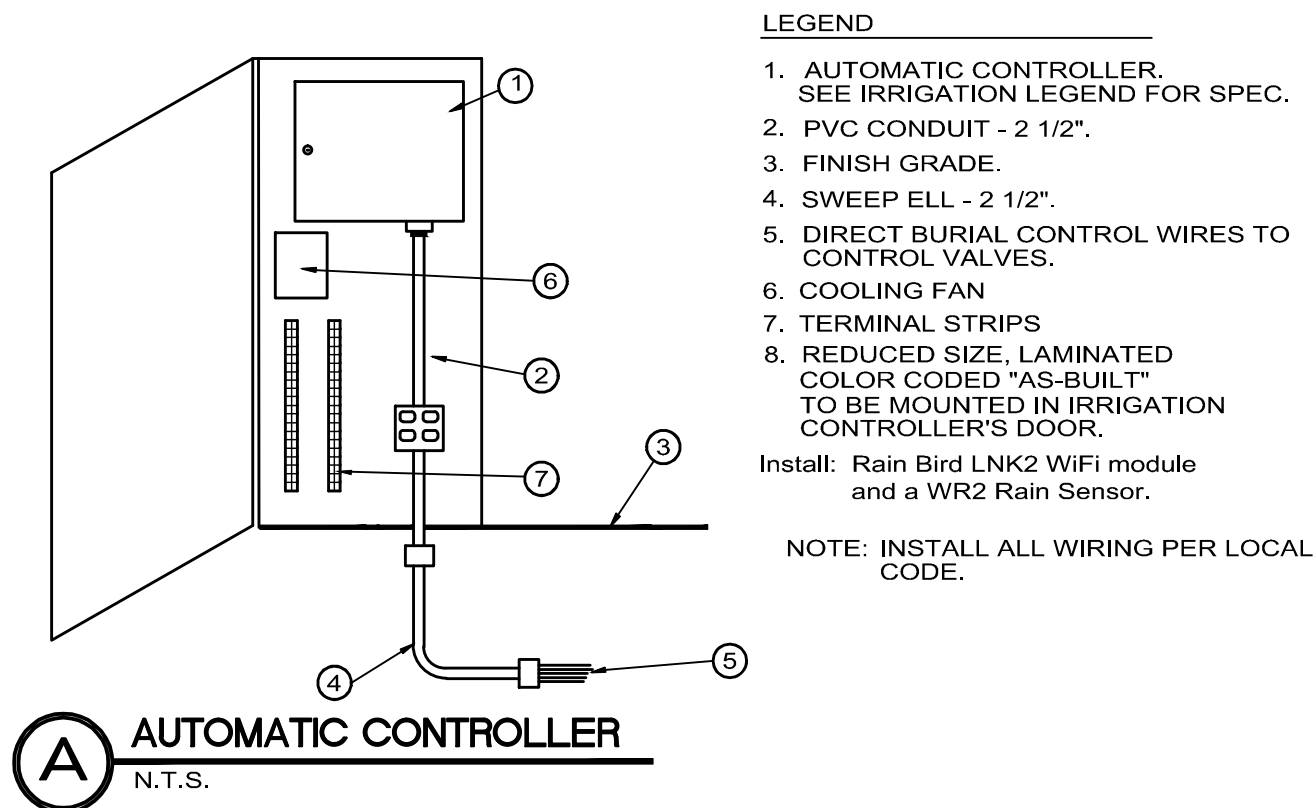 LEGEND
1. AUTOMATIC CONTROLLER.
SEE IRRIGATION LEGEND FOR SPEC.
2. PVC CONDUIT - 2 1/2".
3. FINISH GRADE.
4. SWEEP ELL - 2 1/2".
5. DIRECT BURIAL CONTROL WIRES TO
CONTROL VALVES.
6. COOLING FAN
7. TERMINAL STRIPS
8. REDUCED SIZE, LAMINATED
COLOR CODED "AS-BUILT"
TO BE MOUNTED IN IRRIGATION
CONTROLLER'S DOOR.
Install: Rain Bird LNK2 WiFi module
and a WR2 Rain Sensor.
NOTE: INSTALL ALL WIRING PER LOCAL
CODE.
1
6
2
3
7
5
4
A
AUTOMATIC CONTROLLER
N.T.S.